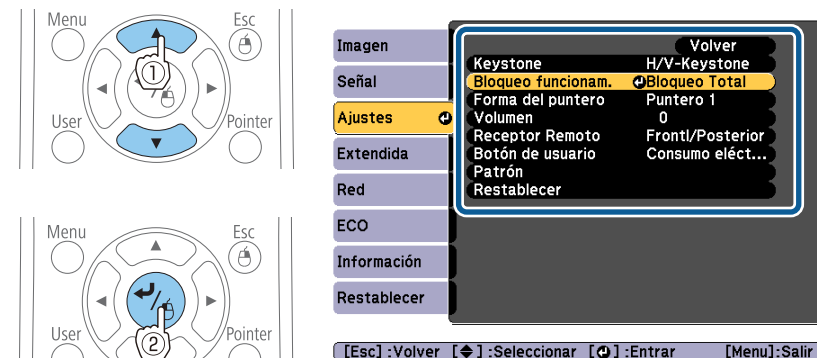 Menu
Esc
①
User
Pointer
Menu
Esc
User
②
Pointer
Imagen
Señal
Ajustes
Extendida
Red
ECO
Información
Restablecer
Volver
Keystone H/V-Keystone
Bloqueo funcionam. Bloqueo Total
Forma del puntero Puntero 1
Volumen 0
Receptor Remoto Frontl/Posterior
Botón de usuario Consumo eléct...
Patrón
Restablecer
[Esc] :Volver [◆] :Seleccionar [⏎] :Entrar [Menu]:Salir